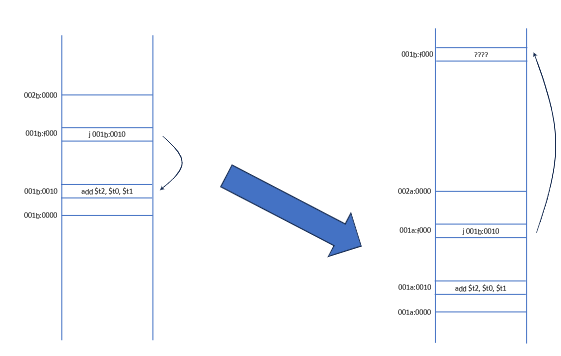 002b:0000
001b:f000 j 001b:0010
001b:0010 add $t2, $t0, $t1
001b:0000
001b:f000 ????
002a:0000
001a:f000 j 001b:0010
001a:0010 add $t2, $t0, $t1
001a:0000